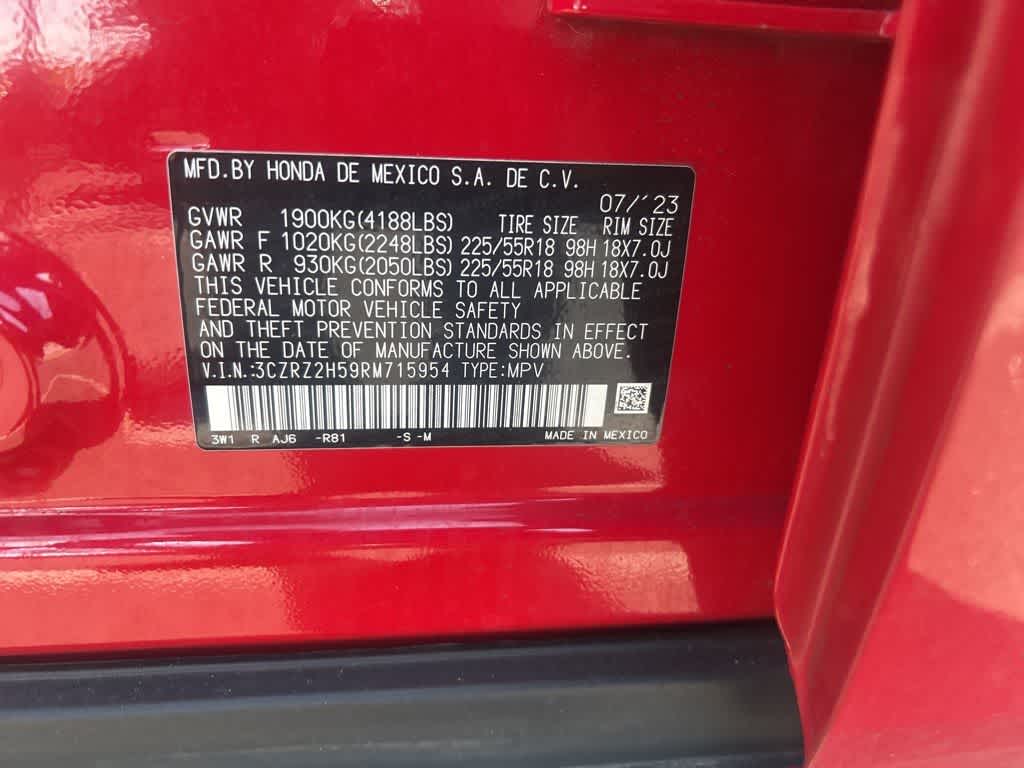 MFD.BY HONDA DE MEXICO S.A. DE C.V.
07/'23
GVWR 1900KG(4188LBS) TIRE SIZE RIM SIZE
GAWR F 1020KG(2248LBS) 225/55R18 98H 18X7.0J
GAWR R 930KG(2050LBS) 225/55R18 98H 18X7.0J
THIS VEHICLE CONFORMS TO ALL APPLICABLE
FEDERAL MOTOR VEHICLE SAFETY
AND THEFT PREVENTION STANDARDS IN EFFECT
ON THE DATE OF MANUFACTURE SHOWN ABOVE.
V.I.N.:3CZRZ2H59RM715954 TYPE:MPV
3W1 R AJ6 -R81 -S -M MADE IN MEXICO